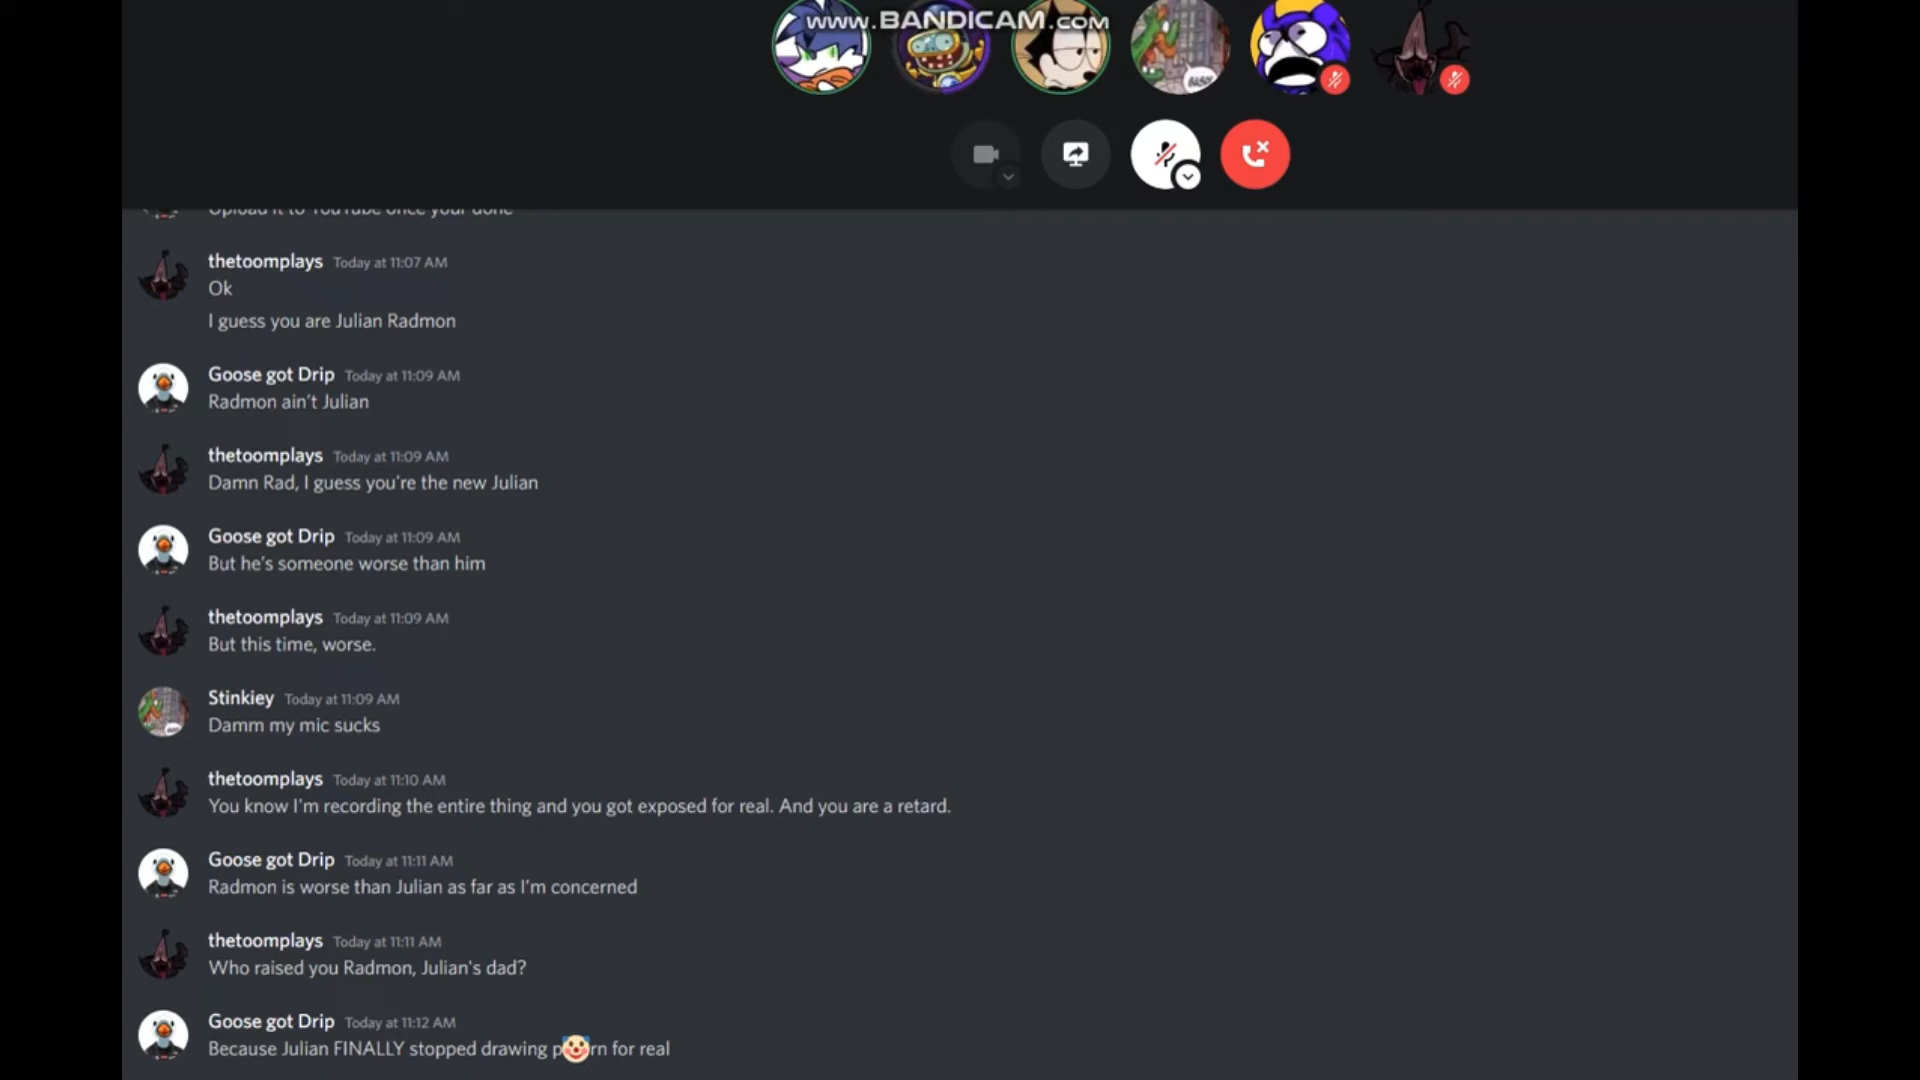 www.BANDICAM.com
Upload it to YouTube once your done
thetoomplays Today at 11:07 AM
Ok
I guess you are Julian Radmon
Goose got Drip Today at 11:09 AM
Radmon ain't Julian
thetoomplays Today at 11:09 AM
Damn Rad, I guess you're the new Julian
Goose got Drip Today at 11:09 AM
But he's someone worse than him
thetoomplays Today at 11:09 AM
But this time, worse.
Stinkiey Today at 11:09 AM
Damm my mic sucks
thetoomplays Today at 11:10 AM
You know I'm recording the entire thing and you got exposed for real. And you are a retard.
Goose got Drip Today at 11:11 AM
Radmon is worse than Julian as far as I'm concerned
thetoomplays Today at 11:11 AM
Who raised you Radmon, Julian's dad?
Goose got Drip Today at 11:12 AM
Because Julian FINALLY stopped drawing p🤡rn for real